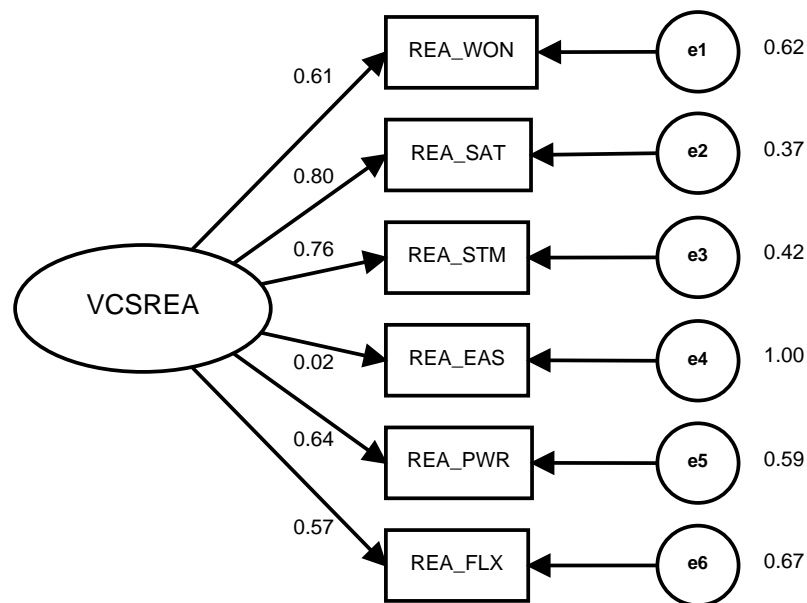 REA_WON
e1
0.62
0.61
REA_SAT
e2
0.37
0.80
REA_STM
e3
0.42
0.76
VCSREA
REA_EAS
e4
1.00
0.02
REA_PWR
e5
0.59
0.64
0.57
REA_FLX
e6
0.67